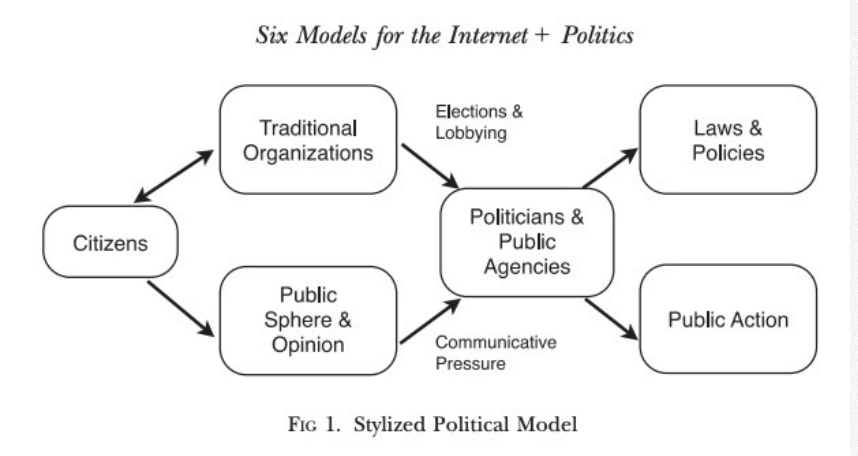 Six Models for the Internet + Politics
Traditional
Organizations
Elections &
Lobbying
Laws &
Policies
Citizens
Politicians &
Public
Agencies
Public
Sphere &
Opinion
Communicative
Pressure
Public Action
FIG 1. Stylized Political Model